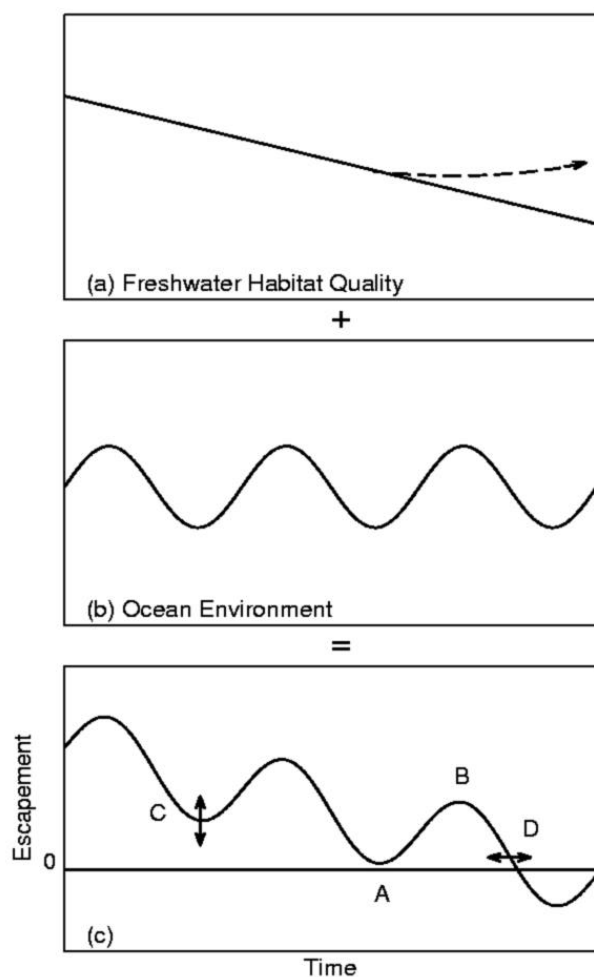 (a) Freshwater Habitat Quality
+
(b) Ocean Environment
=
Escapement
0
C
B
D
A
(c)
Time